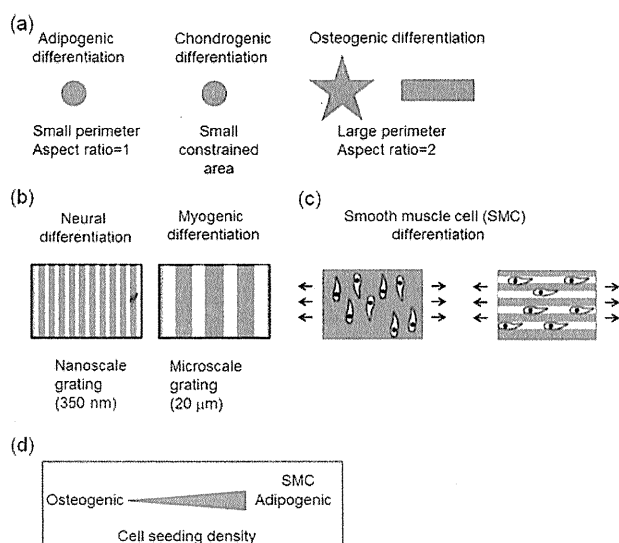 (a)
Adipogenic differentiation
Chondrogenic differentiation
Osteogenic differentiation
Small perimeter
Aspect ratio=1
Small constrained area
Large perimeter
Aspect ratio=2
(b)
Neural differentiation
Myogenic differentiation
Nanoscale grating (350 nm)
Microscale grating (20 μm)
(c)
Smooth muscle cell (SMC) differentiation
(d)
Osteogenic
SMC
Adipogenic
Cell seeding density